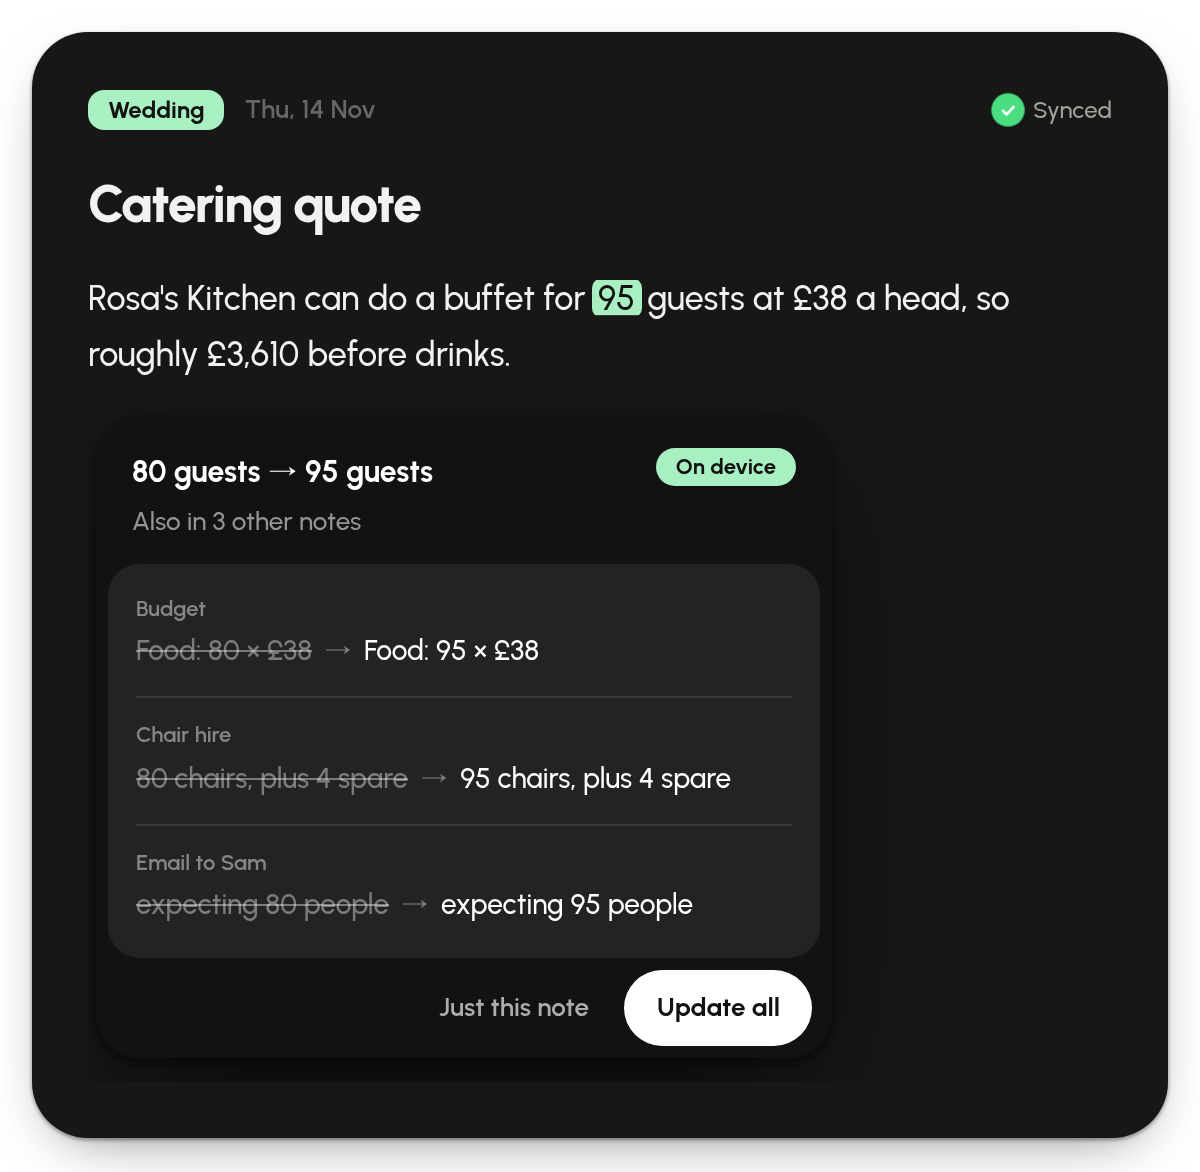 Wedding Thu, 14 Nov Synced
Catering quote
Rosa's Kitchen can do a buffet for 95 guests at £38 a head, so
roughly £3,610 before drinks.
80 guests → 95 guests On device
Also in 3 other notes
Budget
Food: 80 × £38 → Food: 95 × £38
Chair hire
80 chairs, plus 4 spare → 95 chairs, plus 4 spare
Email to Sam
expecting 80 people → expecting 95 people
Just this note Update all